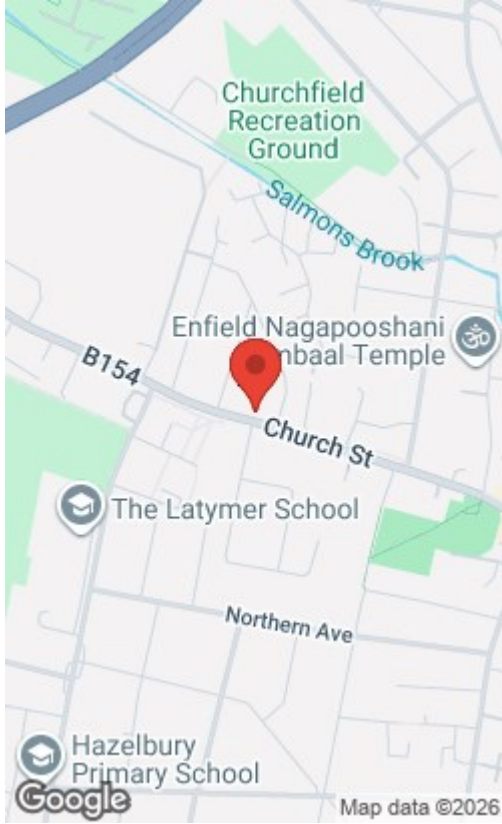 Churchfield
Recreation
Ground
Salmons Brook
Enfield Nagapooshani
mbaal Temple
B154
Church St
The Latymer School
Northern Ave
Hazelbury
Primary School
Google
Map data ©2026